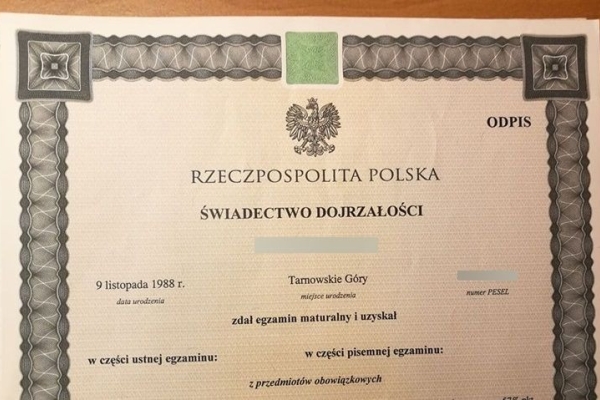 ODPIS
RZECZPOSPOLITA POLSKA
ŚWIADECTWO DOJRZAŁOŚCI
9 listopada 1988 r. Tarnowskie Góry
data urodzenia miejsce urodzenia numer PESEL
zdał egzamin maturalny i uzyskał
w części ustnej egzaminu: w części pisemnej egzaminu:
z przedmiotów obowiązkowych